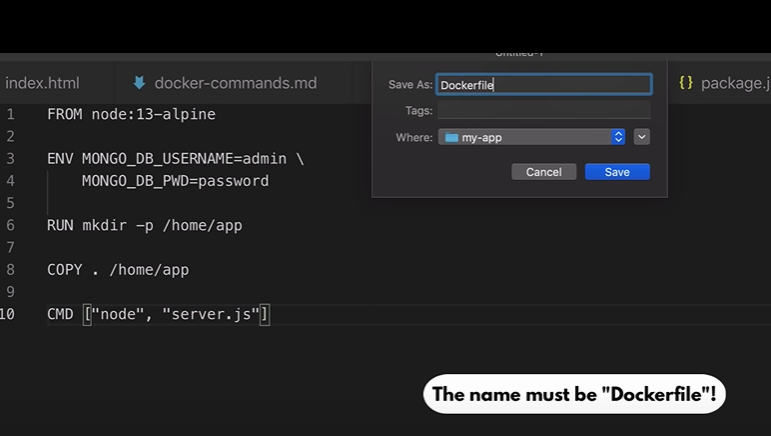 Untitled-1
Save As: Dockerfile
index.html
docker-commands.md
{} package.j
Tags:
Where: my-app
Cancel Save
1 FROM node:13-alpine
2
3 ENV MONGO_DB_USERNAME=admin \
4 MONGO_DB_PWD=password
5
6 RUN mkdir -p /home/app
7
8 COPY . /home/app
9
10 CMD ["node", "server.js"]
The name must be "Dockerfile"!